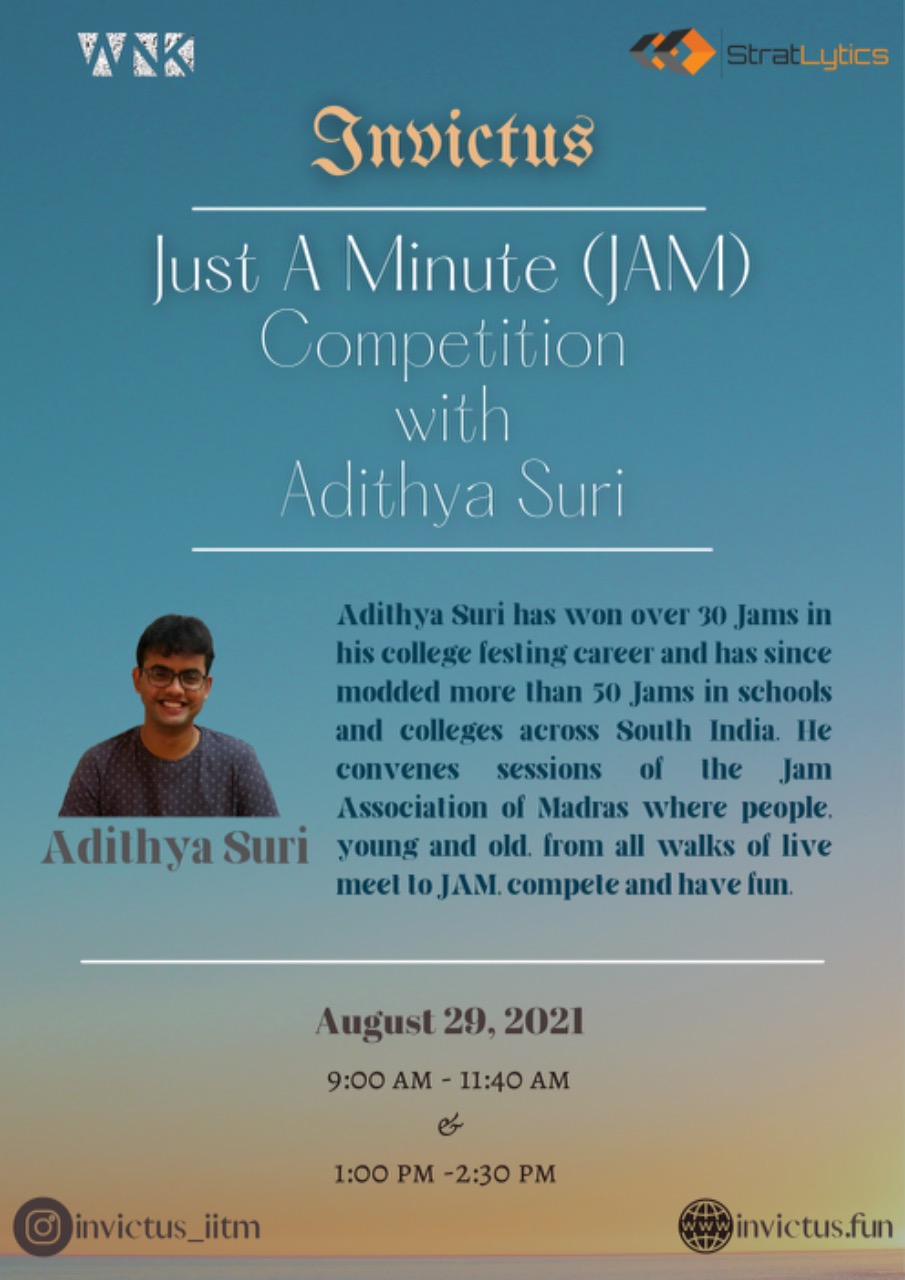 WNK
StratLytics
Invictus
Just A Minute (JAM)
Competition
with
Adithya Suri
Adithya Suri has won over 30 Jams in
his college festing career and has since
modded more than 50 Jams in schools
and colleges across South India. He
convenes sessions of the Jam
Association of Madras where people,
young and old, from all walks of live
meet to JAM, compete and have fun.
Adithya Suri
August 29, 2021
9:00 AM - 11:40 AM
&
1:00 PM -2:30 PM
invictus_iitm
www invictus.fun